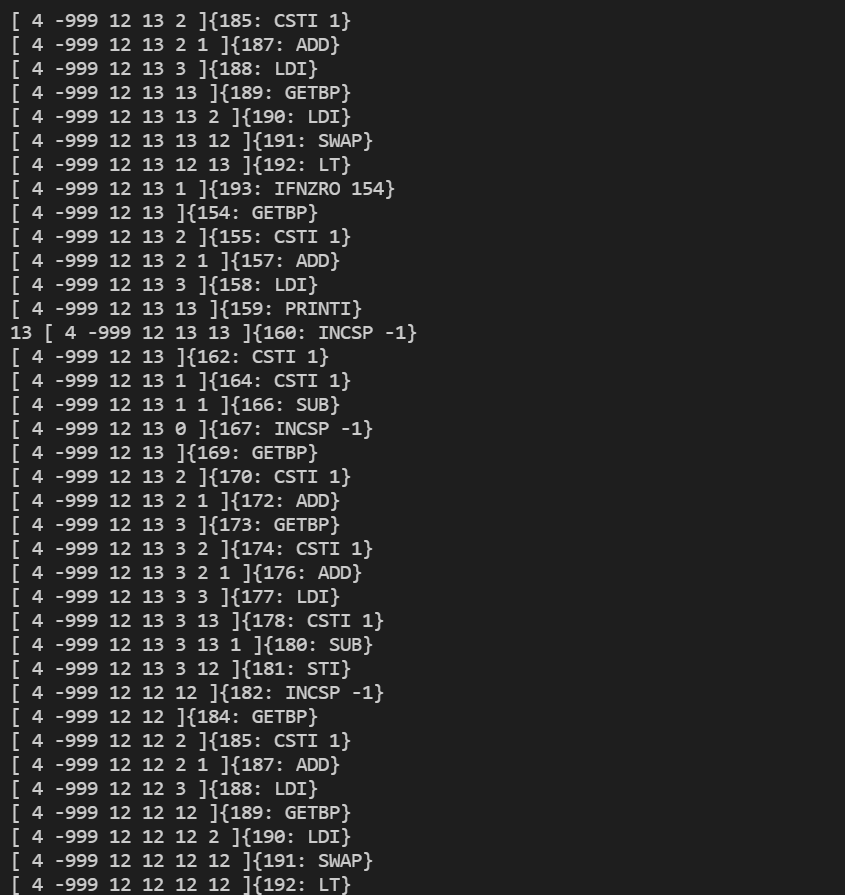 [ 4 -999 12 13 2 ]{185: CSTI 1}
[ 4 -999 12 13 2 1 ]{187: ADD}
[ 4 -999 12 13 3 ]{188: LDI}
[ 4 -999 12 13 13 ]{189: GETBP}
[ 4 -999 12 13 13 2 ]{190: LDI}
[ 4 -999 12 13 13 12 ]{191: SWAP}
[ 4 -999 12 13 12 13 ]{192: LT}
[ 4 -999 12 13 1 ]{193: IFNZRO 154}
[ 4 -999 12 13 ]{154: GETBP}
[ 4 -999 12 13 2 ]{155: CSTI 1}
[ 4 -999 12 13 2 1 ]{157: ADD}
[ 4 -999 12 13 3 ]{158: LDI}
[ 4 -999 12 13 13 ]{159: PRINTI}
13 [ 4 -999 12 13 13 ]{160: INCSP -1}
[ 4 -999 12 13 ]{162: CSTI 1}
[ 4 -999 12 13 1 ]{164: CSTI 1}
[ 4 -999 12 13 1 1 ]{166: SUB}
[ 4 -999 12 13 0 ]{167: INCSP -1}
[ 4 -999 12 13 ]{169: GETBP}
[ 4 -999 12 13 2 ]{170: CSTI 1}
[ 4 -999 12 13 2 1 ]{172: ADD}
[ 4 -999 12 13 3 ]{173: GETBP}
[ 4 -999 12 13 3 2 ]{174: CSTI 1}
[ 4 -999 12 13 3 2 1 ]{176: ADD}
[ 4 -999 12 13 3 3 ]{177: LDI}
[ 4 -999 12 13 3 13 ]{178: CSTI 1}
[ 4 -999 12 13 3 13 1 ]{180: SUB}
[ 4 -999 12 13 3 12 ]{181: STI}
[ 4 -999 12 12 12 ]{182: INCSP -1}
[ 4 -999 12 12 ]{184: GETBP}
[ 4 -999 12 12 2 ]{185: CSTI 1}
[ 4 -999 12 12 2 1 ]{187: ADD}
[ 4 -999 12 12 3 ]{188: LDI}
[ 4 -999 12 12 12 ]{189: GETBP}
[ 4 -999 12 12 12 2 ]{190: LDI}
[ 4 -999 12 12 12 12 ]{191: SWAP}
[ 4 -999 12 12 12 12 ]{192: LT}